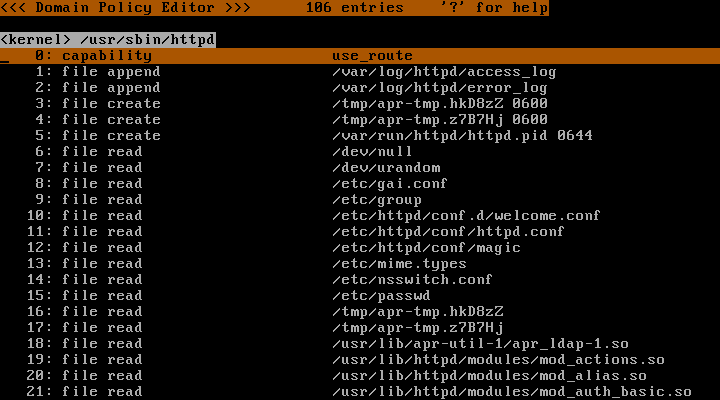 <<< Domain Policy Editor >>>      106 entries    '?' for help
<kernel> /usr/sbin/httpd
_   0: capability                    use_route
    1: file append                   /var/log/httpd/access_log
    2: file append                   /var/log/httpd/error_log
    3: file create                   /tmp/apr-tmp.hkD8zZ 0600
    4: file create                   /tmp/apr-tmp.z7B7Hj 0600
    5: file create                   /var/run/httpd/httpd.pid 0644
    6: file read                     /dev/null
    7: file read                     /dev/urandom
    8: file read                     /etc/gai.conf
    9: file read                     /etc/group
   10: file read                     /etc/httpd/conf.d/welcome.conf
   11: file read                     /etc/httpd/conf/httpd.conf
   12: file read                     /etc/httpd/conf/magic
   13: file read                     /etc/mime.types
   14: file read                     /etc/nsswitch.conf
   15: file read                     /etc/passwd
   16: file read                     /tmp/apr-tmp.hkD8zZ
   17: file read                     /tmp/apr-tmp.z7B7Hj
   18: file read                     /usr/lib/apr-util-1/apr_ldap-1.so
   19: file read                     /usr/lib/httpd/modules/mod_actions.so
   20: file read                     /usr/lib/httpd/modules/mod_alias.so
   21: file read                     /usr/lib/httpd/modules/mod_auth_basic.so